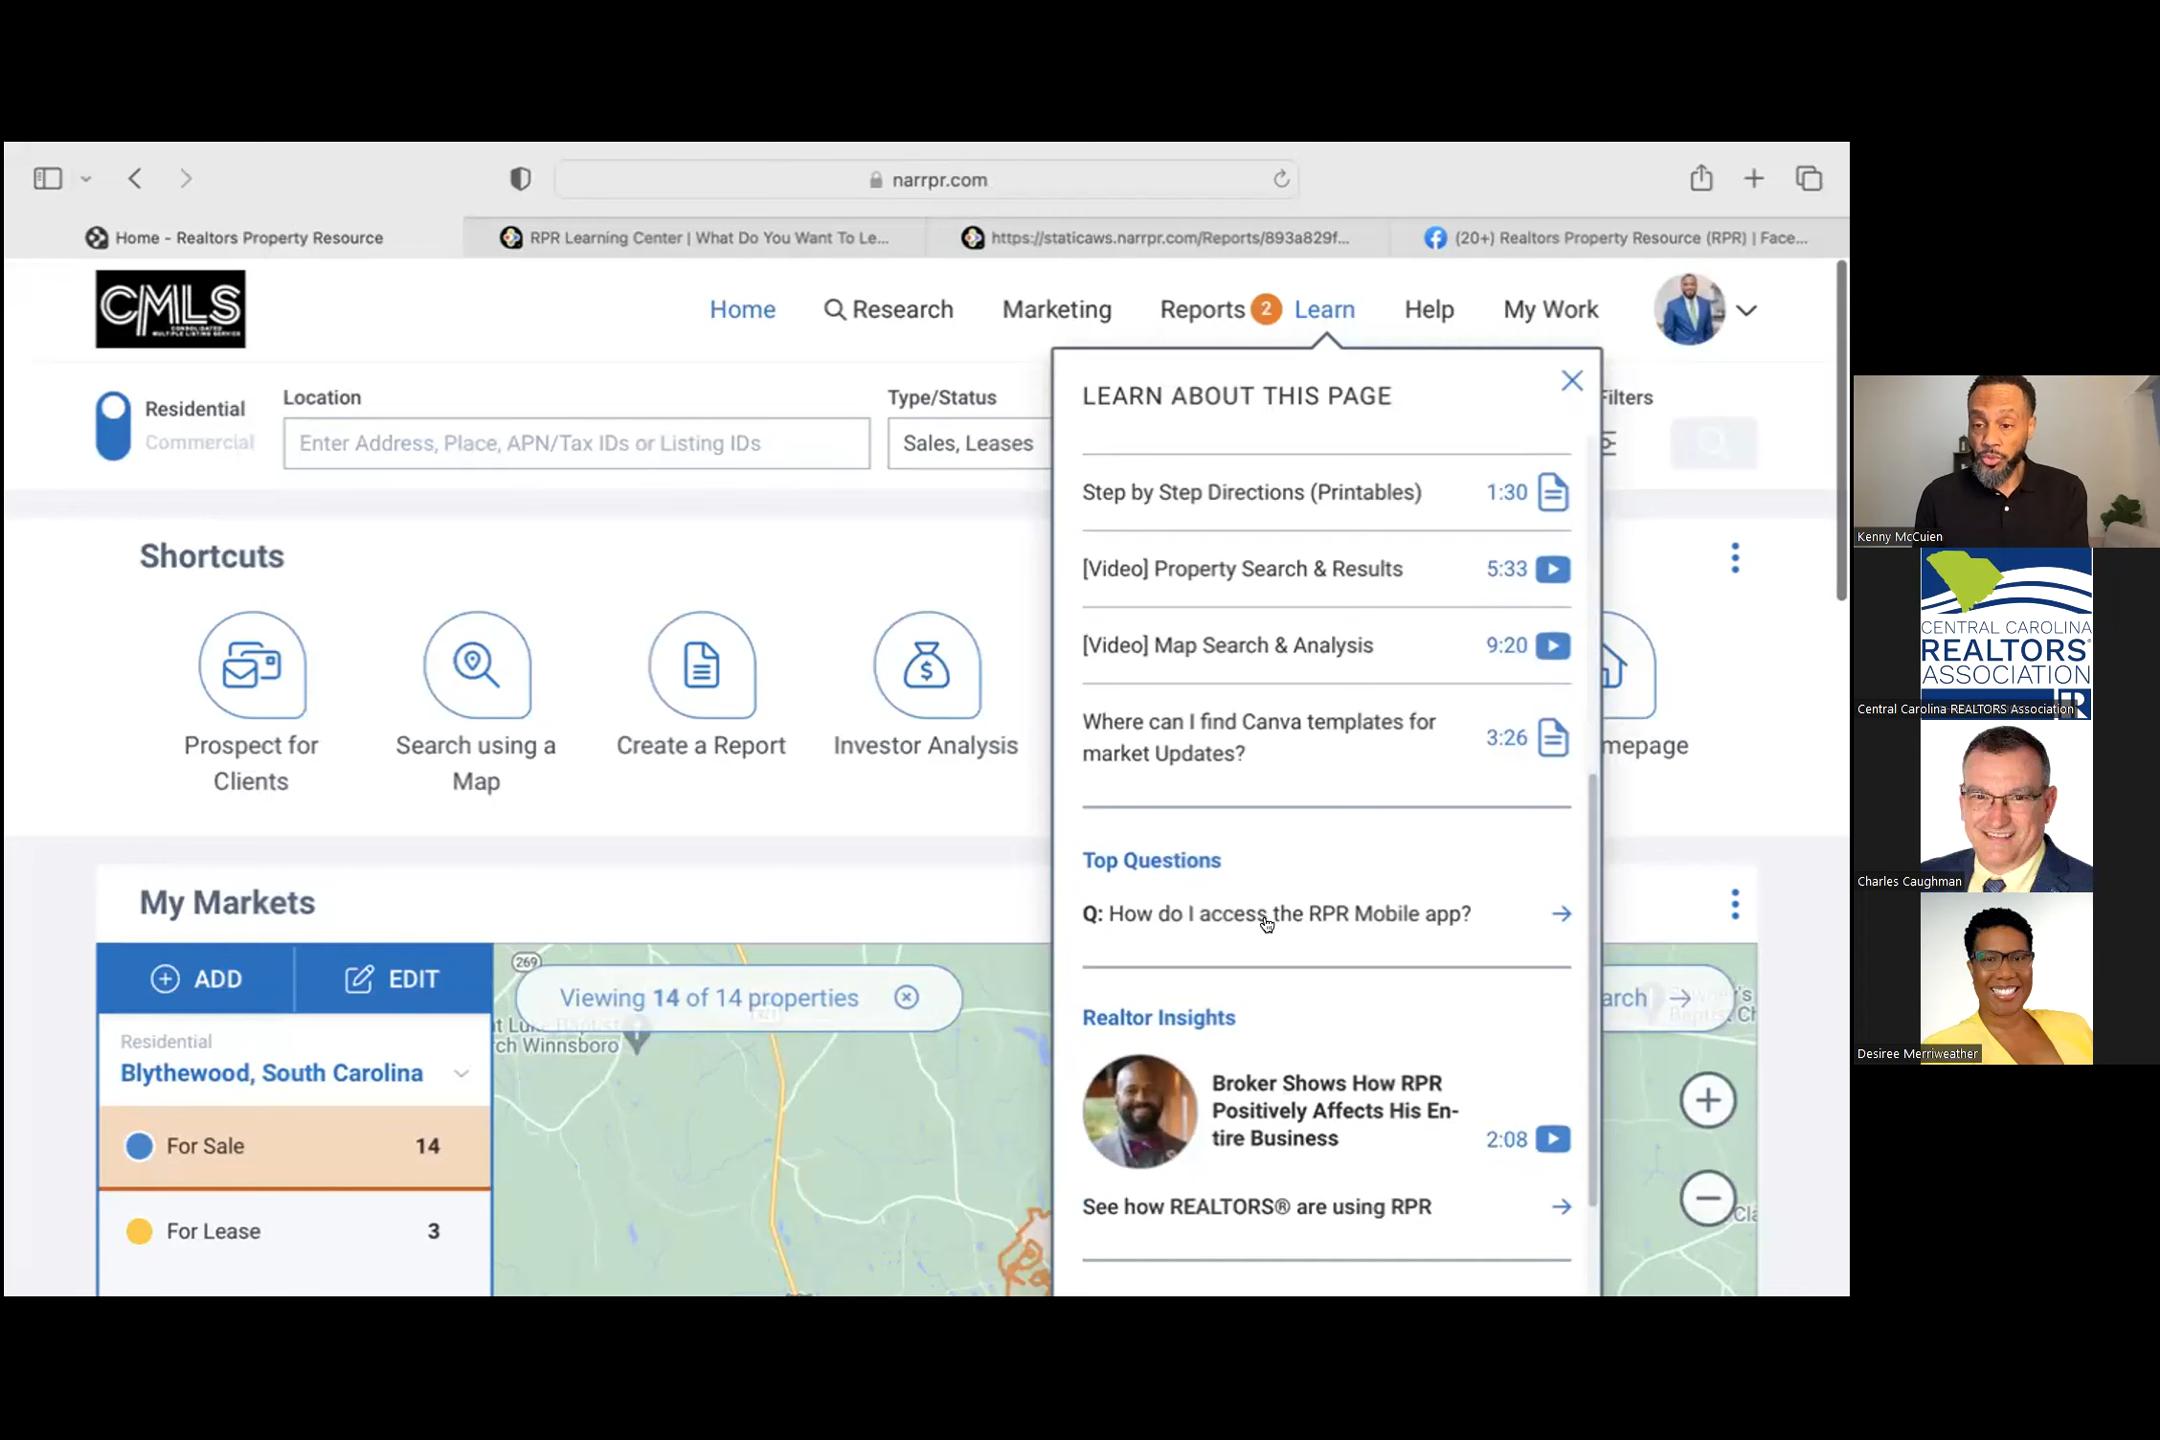 narrpr.com
Home - Realtors Property Resource
RPR Learning Center | What Do You Want To Le...
https://staticaws.narrpr.com/Reports/893a829f...
(20+) Realtors Property Resource (RPR) | Face...
CMLS
CONSOLIDATED
MULTIPLE LISTING SERVICE
Home
Research
Marketing
Reports 2
Learn
Help
My Work
Residential
Commercial
Location
Enter Address, Place, APN/Tax IDs or Listing IDs
Type/Status
Sales, Leases
Filters
LEARN ABOUT THIS PAGE
Step by Step Directions (Printables) 1:30
[Video] Property Search & Results 5:33
[Video] Map Search & Analysis 9:20
Where can I find Canva templates for
market Updates?
3:26
Top Questions
Q: How do I access the RPR Mobile app?
Realtor Insights
Broker Shows How RPR
Positively Affects His En-
tire Business
2:08
See how REALTORS® are using RPR
Shortcuts
Prospect for
Clients
Search using a
Map
Create a Report
Investor Analysis
mepage
My Markets
ADD
EDIT
Residential
Blythewood, South Carolina
For Sale 14
For Lease 3
269
Viewing 14 of 14 properties
321
ch Winnsboro
arch
Kenny McCuien
CENTRAL CAROLINA
REALTORS®
ASSOCIATION
Central Carolina REALTORS Association
Charles Caughman
Desiree Merriweather